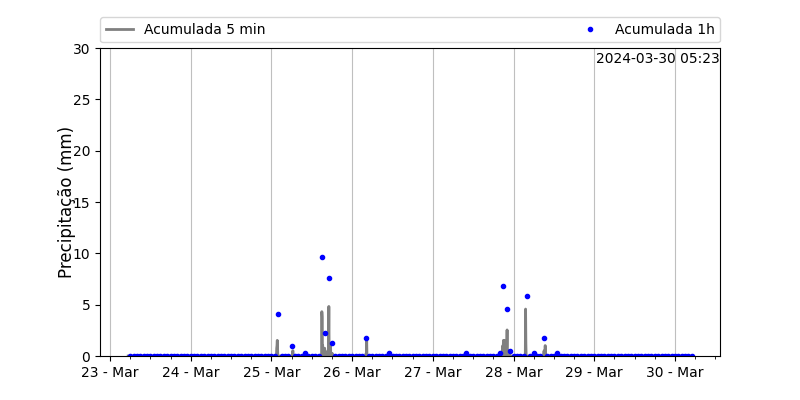 Acumulada 5 min
Acumulada 1h
2024-03-30 05:23
Precipitação (mm)
30
25
20
15
10
5
0
23 - Mar
24 - Mar
25 - Mar
26 - Mar
27 - Mar
28 - Mar
29 - Mar
30 - Mar